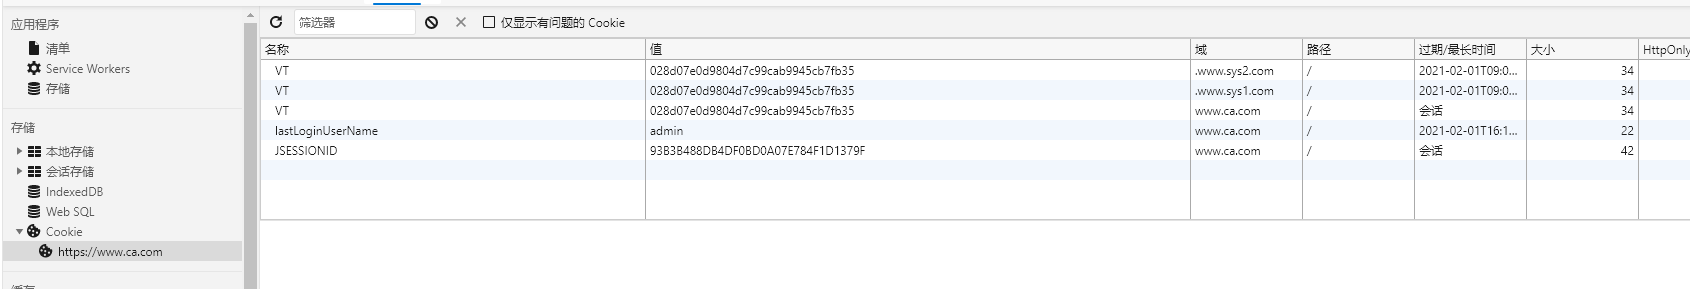 应用程序
清单
Service Workers
存储
存储
本地存储
会话存储
IndexedDB
Web SQL
Cookie
https://www.ca.com
筛选器 仅显示有问题的 Cookie
名称 值 域 路径 过期/最长时间 大小 HttpOnly
VT 028d07e0d9804d7c99cab9945cb7fb35 .www.sys2.com / 2021-02-01T09:0... 34
VT 028d07e0d9804d7c99cab9945cb7fb35 .www.sys1.com / 2021-02-01T09:0... 34
VT 028d07e0d9804d7c99cab9945cb7fb35 www.ca.com / 会话 34
lastLoginUserName admin www.ca.com / 2021-02-01T16:1... 22
JSESSIONID 93B3B488DB4DF0BD0A07E784F1D1379F www.ca.com / 会话 42